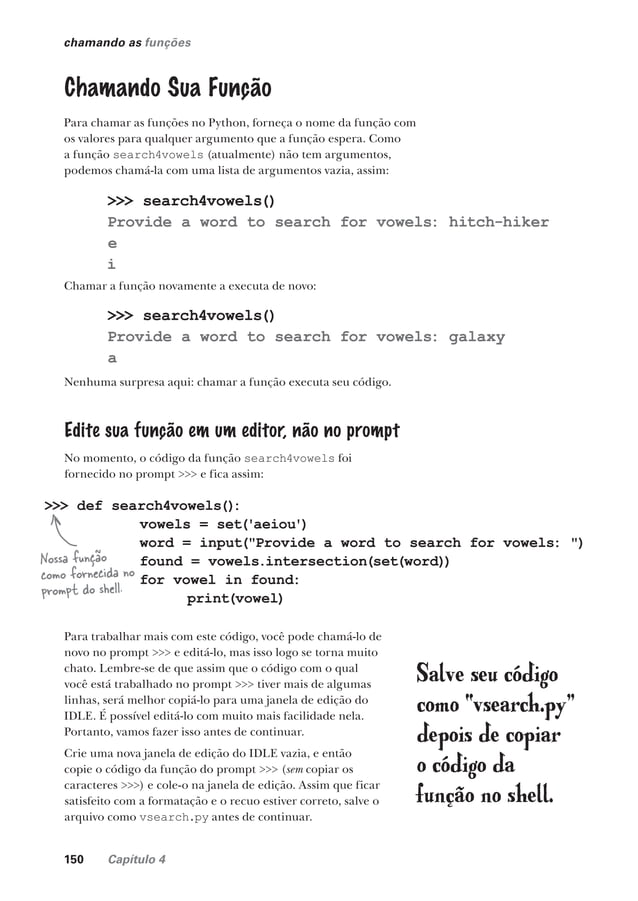 chamando as funções
Chamando Sua Função
Para chamar as funções no Python, forneça o nome da função com
os valores para qualquer argumento que a função espera. Como
a função search4vowels (atualmente) não tem argumentos,
podemos chamá-la com uma lista de argumentos vazia, assim:
>>> search4vowels()
Provide a word to search for vowels: hitch-hiker
e
i
Chamar a função novamente a executa de novo:
>>> search4vowels()
Provide a word to search for vowels: galaxy
a
Nenhuma surpresa aqui: chamar a função executa seu código.
Edite sua função em um editor, não no prompt
No momento, o código da função search4vowels foi
fornecido no prompt >>> e fica assim:
>>> def search4vowels():
vowels = set('aeiou')
word = input("Provide a word to search for vowels: ")
found = vowels.intersection(set(word))
for vowel in found:
print(vowel)
Nossa função
como fornecida no
prompt do shell.
Para trabalhar mais com este código, você pode chamá-lo de
novo no prompt >>> e editá-lo, mas isso logo se torna muito
chato. Lembre-se de que assim que o código com o qual
você está trabalhado no prompt >>> tiver mais de algumas
linhas, será melhor copiá-lo para uma janela de edição do
IDLE. É possível editá-lo com muito mais facilidade nela.
Portanto, vamos fazer isso antes de continuar.
Crie uma nova janela de edição do IDLE vazia, e então
copie o código da função do prompt >>> (sem copiar os
caracteres >>>) e cole-o na janela de edição. Assim que ficar
satisfeito com a formatação e o recuo estiver correto, salve o
arquivo como vsearch.py antes de continuar.
Salve seu código
como "vsearch.py"
depois de copiar
o código da
função no shell.
150 Capítulo 4